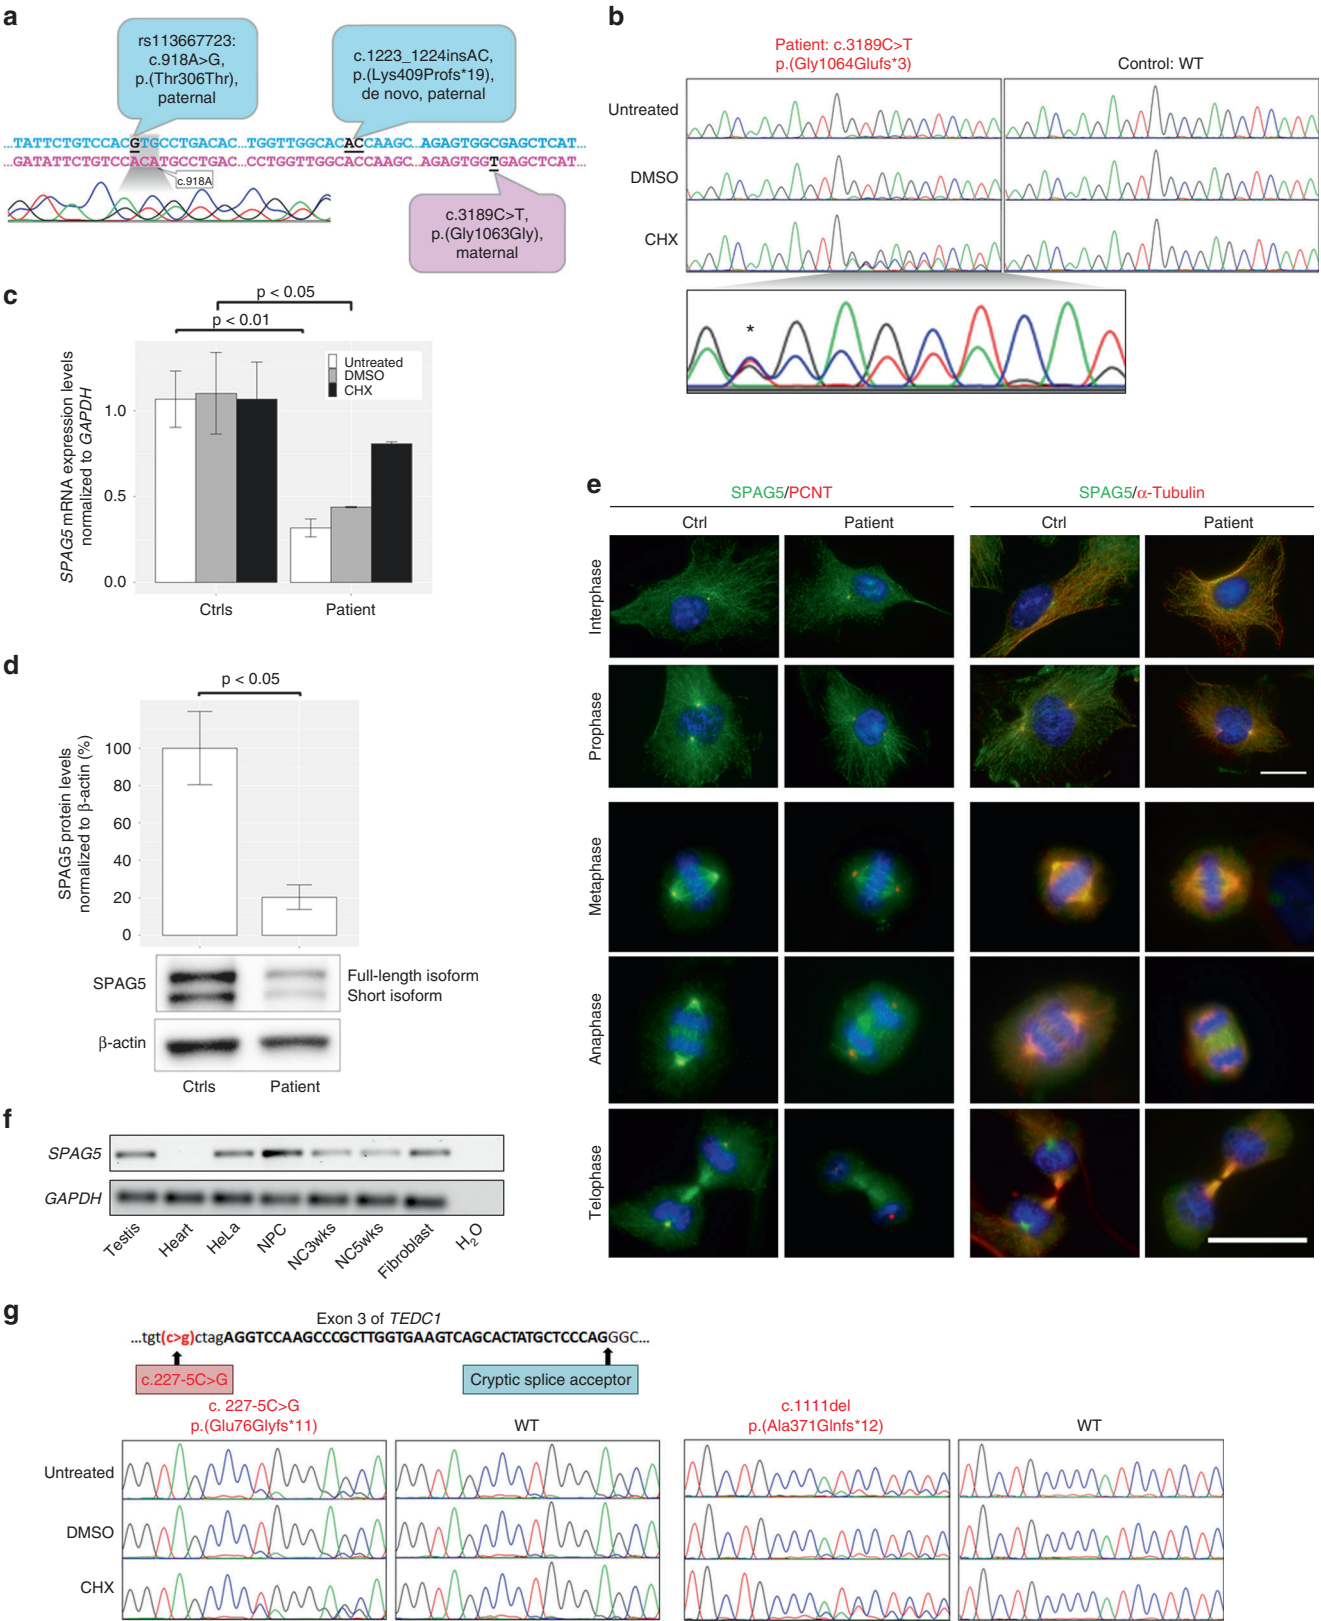 a
rs113667723:
c.918A>G,
p.(Thr306Thr),
paternal
c.1223_1224insAC,
p.(Lys409Profs*19),
de novo, paternal
...TATTCTGTCCACGTGCCTGACAC...TGGTTGGCACACCCAAGC...AGAGTGGCGAGCTCAT...
...GATATTCTGTCCACATGCCTGAC...CCTGGTTGGCACCAAGC...AGAGTGGTGAGCTCAT...
c.918A
c.3189C>T,
p.(Gly1063Gly),
maternal
b
Patient: c.3189C>T
p.(Gly1064Glufs*3)
Control: WT
Untreated
DMSO
CHX
*
c
p < 0.05
p < 0.01
SPAG5 mRNA expression levels
normalized to GAPDH
1.0
0.5
0.0
Untreated
DMSO
CHX
Ctrls
Patient
d
p < 0.05
SPAG5 protein levels
normalized to β-actin (%)
100
80
60
40
20
0
SPAG5
Full-length isoform
Short isoform
β-actin
Ctrls
Patient
e
SPAG5/PCNT
SPAG5/α-Tubulin
Ctrl
Patient
Ctrl
Patient
Interphase
Prophase
Metaphase
Anaphase
Telophase
f
SPAG5
GAPDH
Testis
Heart
HeLa
NPC
NC3wks
NC5wks
Fibroblast
H2O
g
Exon 3 of TEDC1
...tgt(c>g)ctagAGGTCCAAGCCCGCTTGGTGAAGTCAGCACTATGCTCCCAGGGC...
c.227-5C>G
Cryptic splice acceptor
c. 227-5C>G
p.(Glu76Glyfs*11)
WT
c.1111del
p.(Ala371Glnfs*12)
WT
Untreated
DMSO
CHX